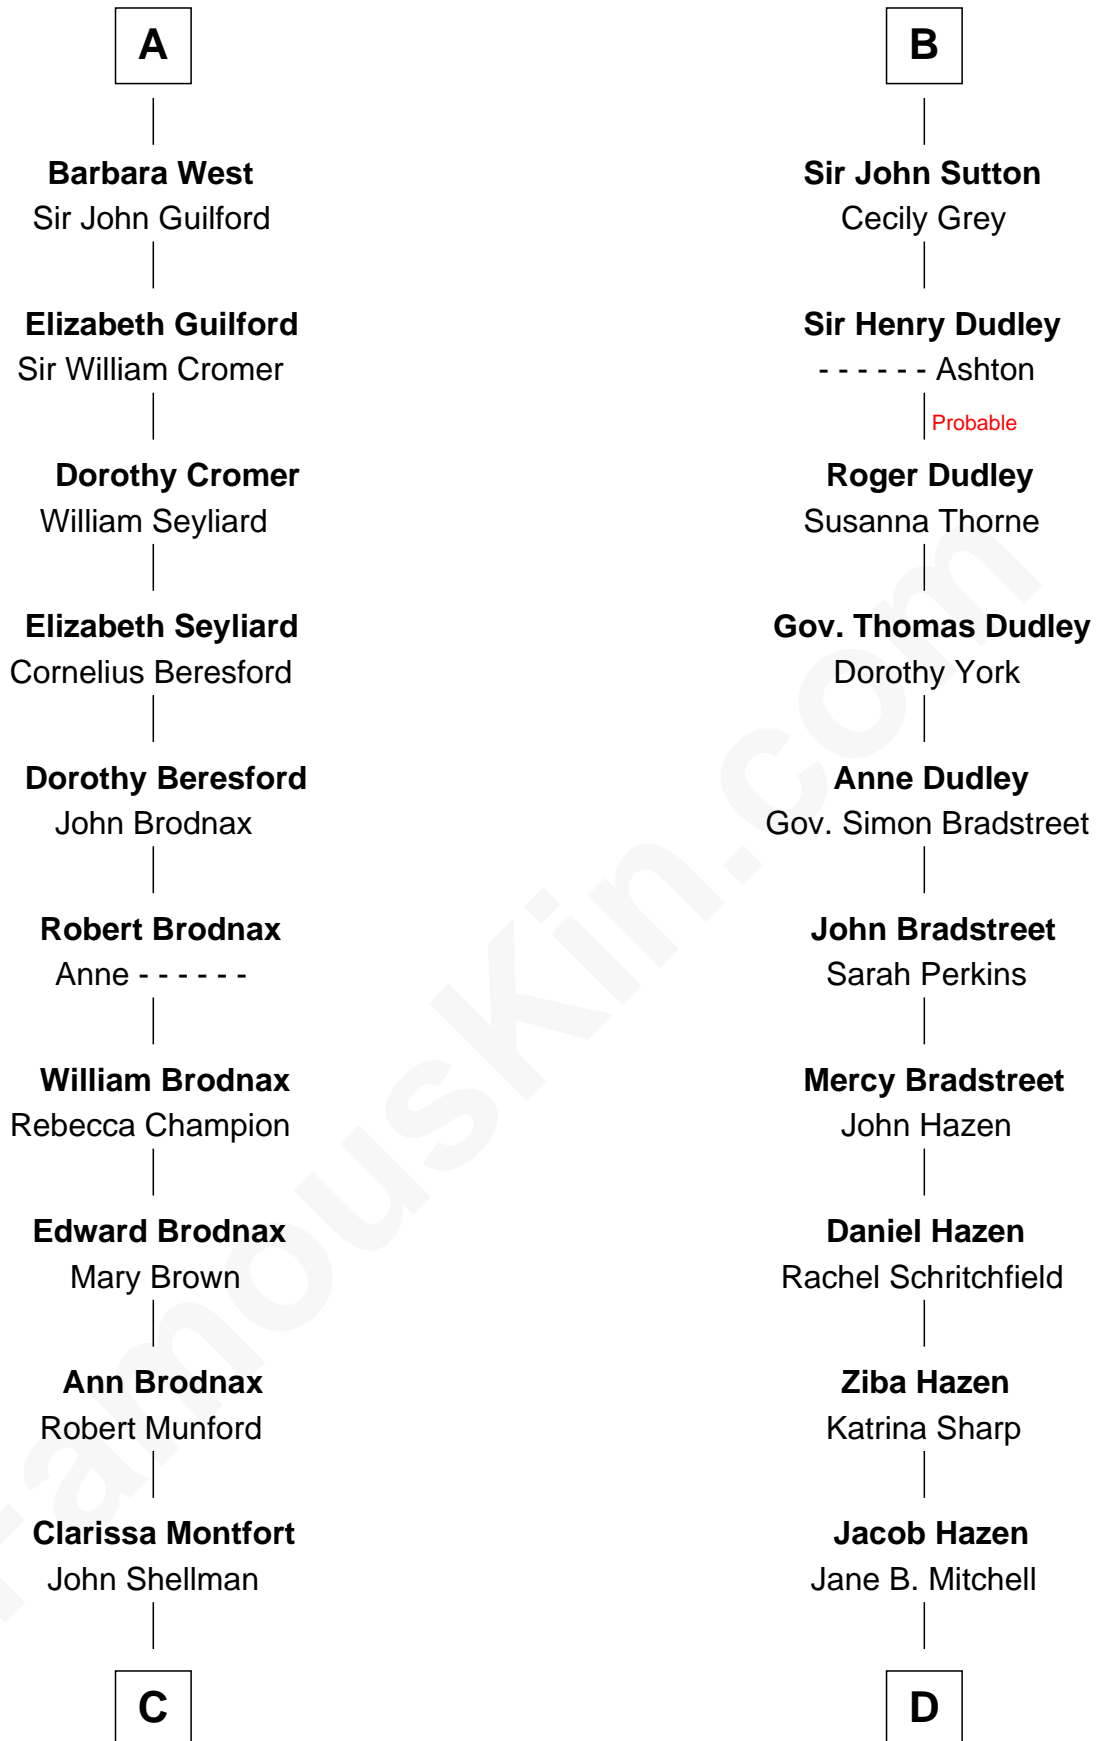 A
Barbara West
Sir John Guilford
Elizabeth Guilford
Sir William Cromer
Dorothy Cromer
William Seyliard
Elizabeth Seyliard
Cornelius Beresford
Dorothy Beresford
John Brodnax
Robert Brodnax
Anne - - - - - -
William Brodnax
Rebecca Champion
Edward Brodnax
Mary Brown
Ann Brodnax
Robert Munford
Clarissa Montfort
John Shellman
C
B
Sir John Sutton
Cecily Grey
Sir Henry Dudley
- - - - - - Ashton
Probable
Roger Dudley
Susanna Thorne
Gov. Thomas Dudley
Dorothy York
Anne Dudley
Gov. Simon Bradstreet
John Bradstreet
Sarah Perkins
Mercy Bradstreet
John Hazen
Daniel Hazen
Rachel Schritchfield
Ziba Hazen
Katrina Sharp
Jacob Hazen
Jane B. Mitchell
D
FamousKin.com